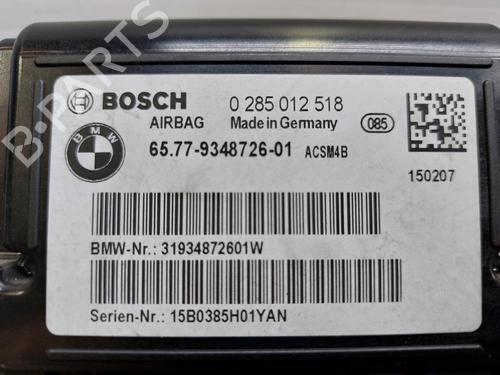 BOSCH 0 285 012 518
AIRBAG Made in Germany 085
BMW 65.77-9348726-01 ACSM4B
150207
BMW-Nr.: 31934872601W
Serien-Nr.: 15B0385H01YAN
B-PARTS